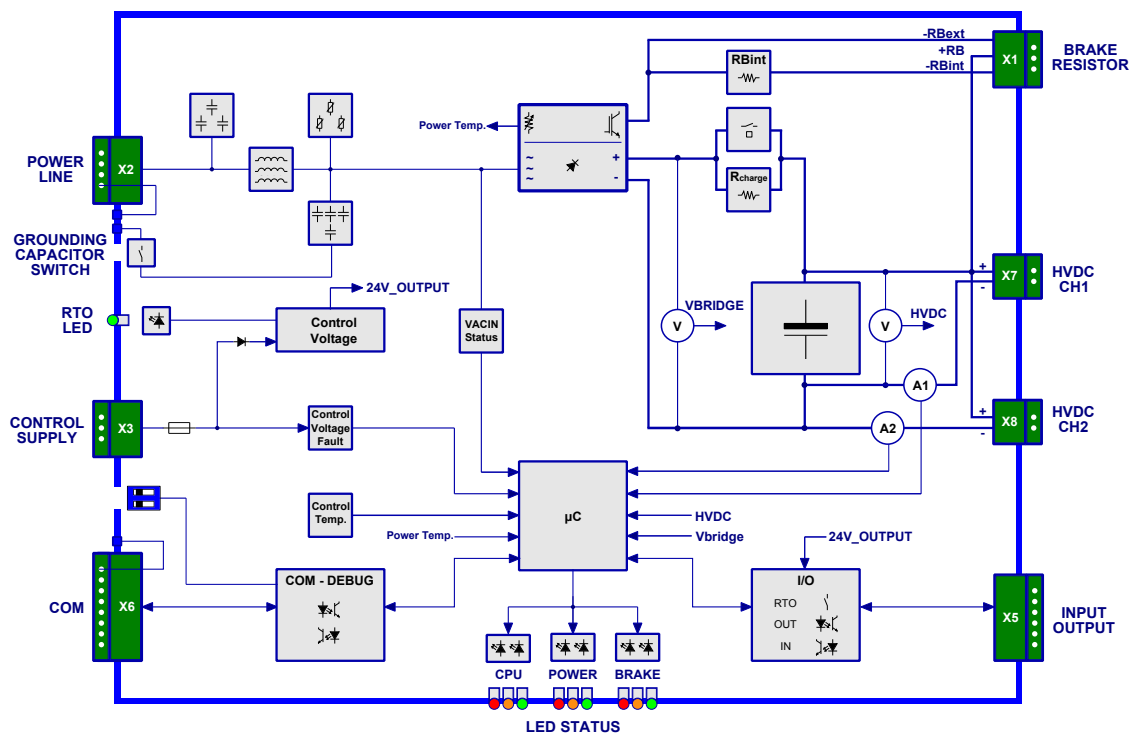 -RBext
+RB
-RBint
X1
BRAKE
RESISTOR
RBint
Power Temp.
POWER
LINE
X2
~
~
~
+
-
Rcharge
GROUNDING
CAPACITOR
SWITCH
+
-
X7
HVDC
CH1
24V_OUTPUT
RTO
LED
Control
Voltage
VACIN
Status
V
VBRIDGE
V
HVDC
A1
CONTROL
SUPPLY
X3
Control
Voltage
Fault
A2
+
-
X8
HVDC
CH2
µC
Control
Temp.
HVDC
Power Temp.
Vbridge
24V_OUTPUT
COM
X6
COM - DEBUG
I/O
RTO
OUT
IN
X5
INPUT
OUTPUT
CPU
POWER
BRAKE
LED STATUS